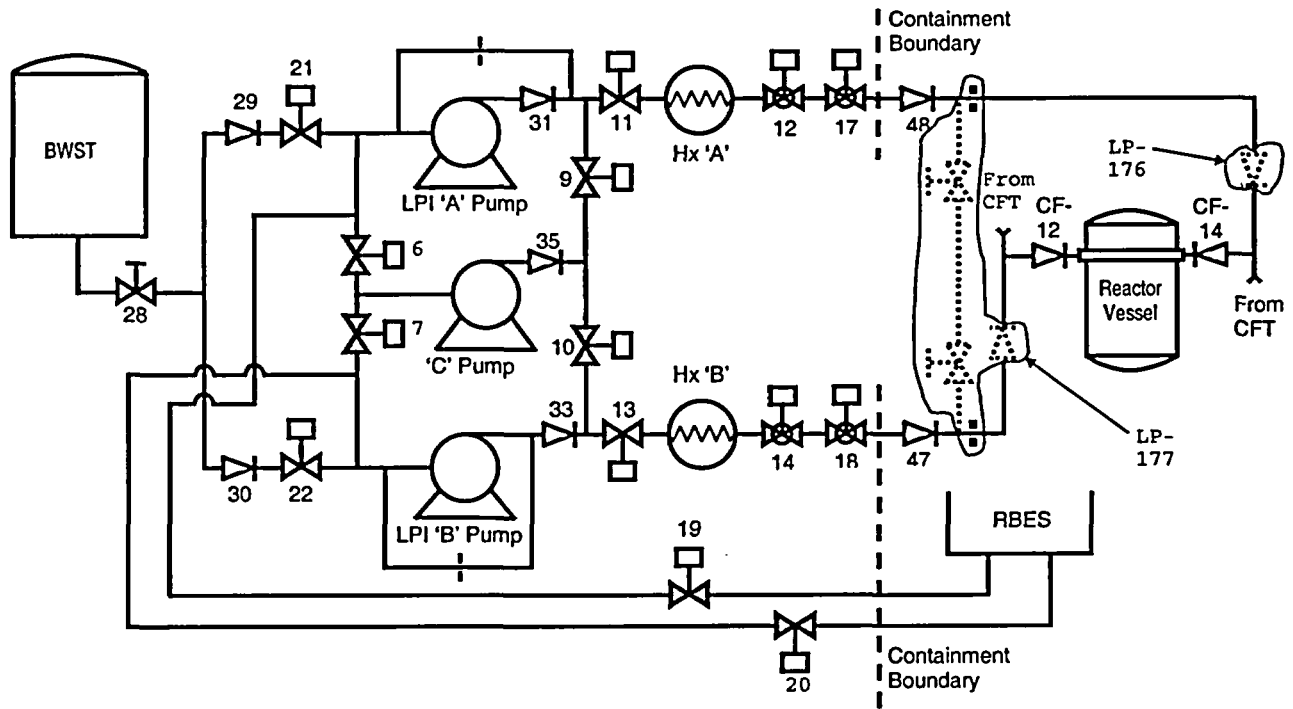 Containment
Boundary
21
29
BWST
31
11
Hx 'A'
12
17
48
LP-
176
LPI 'A' Pump
9
From
CFT
CF-
12
CF-
14
6
35
28
7
'C' Pump
10
Reactor
Vessel
From
CFT
Hx 'B'
33
13
14
18
47
LP-
177
30
22
LPI 'B' Pump
19
RBES
20
Containment
Boundary